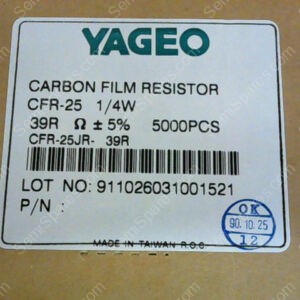 YAGEO
CARBON FILM RESISTOR
CFR-25 1/4W
39R Ω ± 5% 5000PCS
CFR-25JR- 39R
LOT NO: 911026031001521
P/N :
OK
90.10.25
12
MADE IN TAIWAN R.O.C.